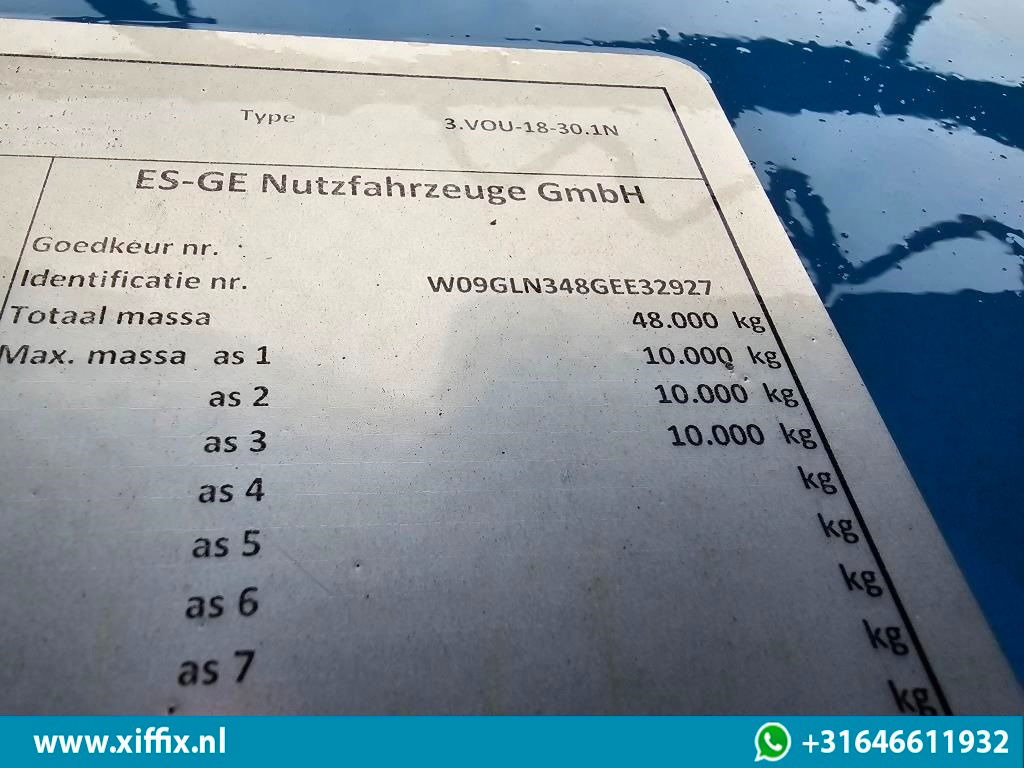 Type 3.VOU-18-30.1N
ES-GE Nutzfahrzeuge GmbH
Goedkeur nr. :
Identificatie nr. W09GLN348GEE32927
Totaal massa 48.000 kg
Max. massa as 1 10.000 kg
as 2 10.000 kg
as 3 10.000 kg
as 4 kg
as 5 kg
as 6 kg
as 7 kg
kg
www.xiffix.nl +31646611932